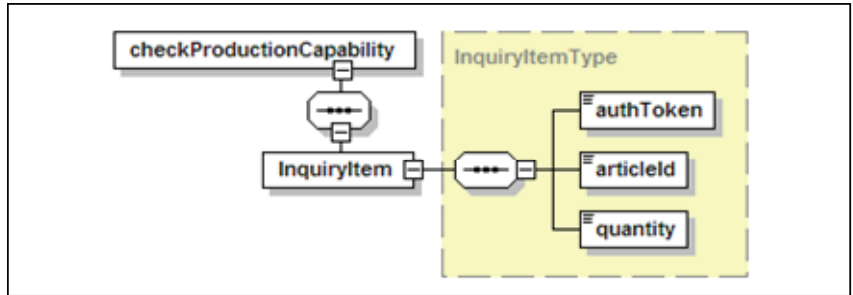 checkProductionCapability
InquiryItemType
authToken
InquiryItem
articleId
quantity